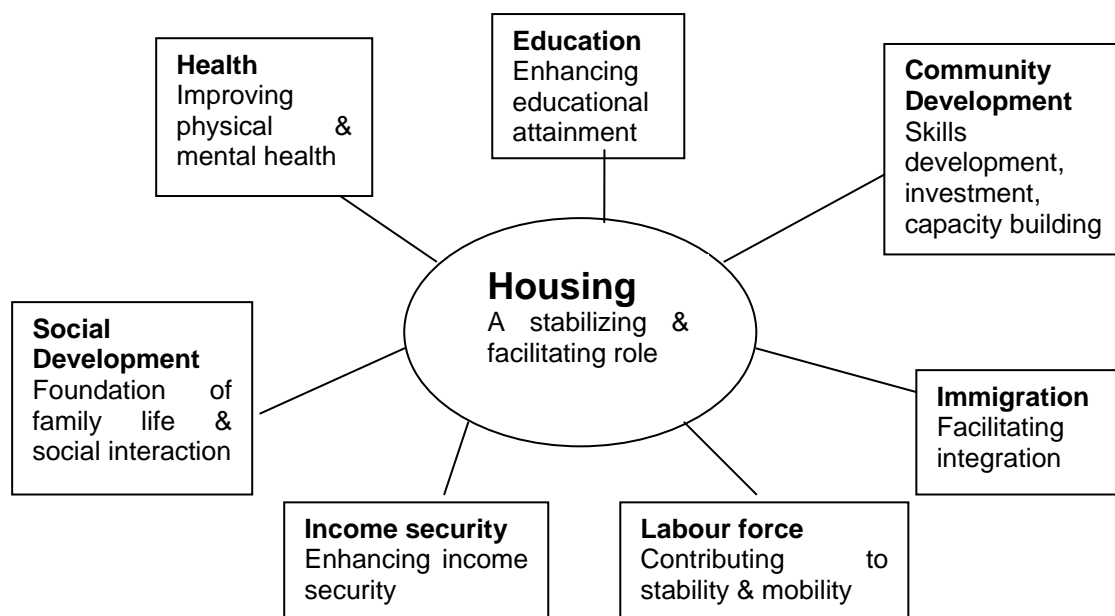 Health
Improving
physical &
mental health
Education
Enhancing
educational
attainment
Community
Development
Skills
development,
investment,
capacity building
Housing
A stabilizing &
facilitating role
Social
Development
Foundation of
family life &
social interaction
Immigration
Facilitating
integration
Income security
Enhancing income
security
Labour force
Contributing to
stability & mobility